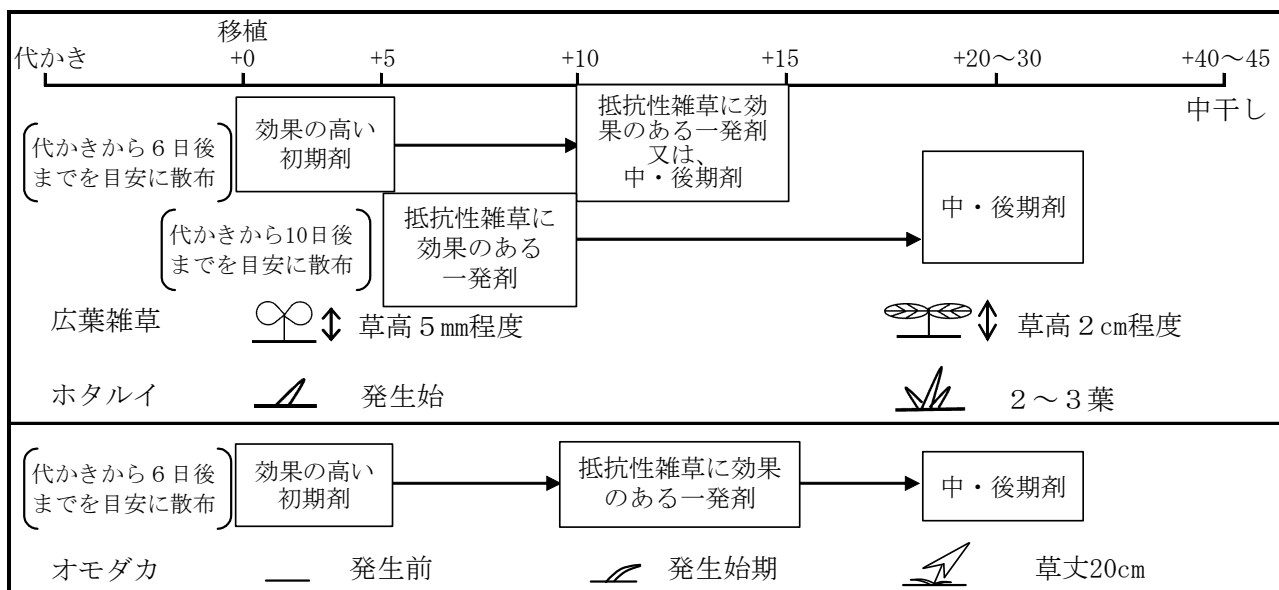 移植
代かき +0 +5 +10 +15 +20～30 +40～45
中干し
代かきから６日後
までを目安に散布
効果の高い
初期剤
抵抗性雑草に効
果のある一発剤
又は、
中・後期剤
代かきから10日後
までを目安に散布
抵抗性雑草に
効果のある
一発剤
中・後期剤
広葉雑草 草高５㎜程度 草高２㎝程度
ホタルイ 発生始 ２～３葉
代かきから６日後
までを目安に散布
効果の高い
初期剤
抵抗性雑草に効果
のある一発剤
中・後期剤
オモダカ 発生前 発生始期 草丈20㎝